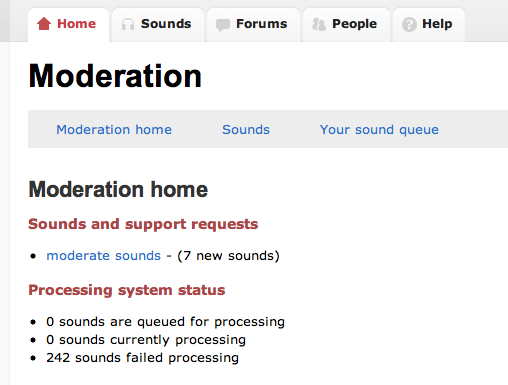 Home Sounds Forums People Help
Moderation
Moderation home Sounds Your sound queue
Moderation home
Sounds and support requests
moderate sounds - (7 new sounds)
Processing system status
0 sounds are queued for processing
0 sounds currently processing
242 sounds failed processing